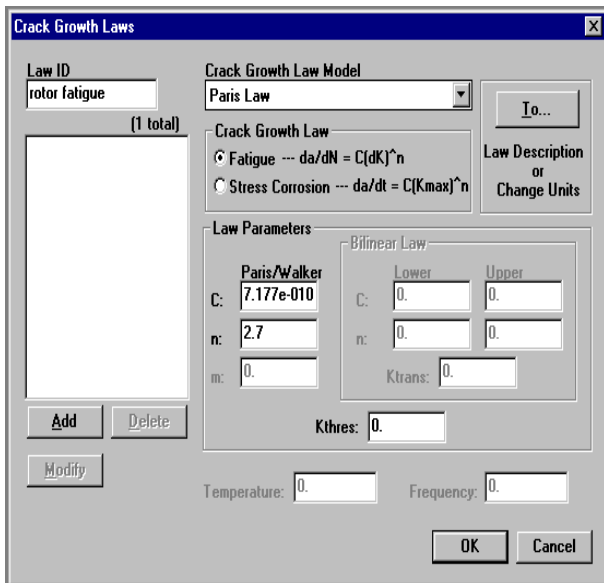 Crack Growth Laws
Law ID
rotor fatigue
(1 total)
Add
Delete
Modify
Crack Growth Law Model
Paris Law
Crack Growth Law
Fatigue --- da/dN = C(dK)^n
Stress Corrosion --- da/dt = C(Kmax)^n
To...
Law Description
or
Change Units
Law Parameters
Paris/Walker
C: 7.177e-010
n: 2.7
m: 0.
Bilinear Law
Lower Upper
C: 0. 0.
n: 0. 0.
Ktrans: 0.
Kthres: 0.
Temperature: 0. Frequency: 0.
OK Cancel